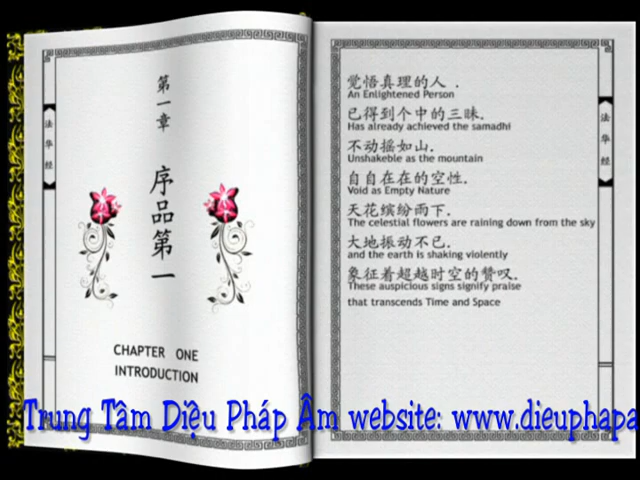 法华经
第一章
序品第一
CHAPTER ONE
INTRODUCTION
觉悟真理的人 .
An Enlightened Person
已得到个中的三昧.
Has already achieved the samadhi
不动摇如山.
Unshakeble as the mountain
自自在在的空性.
Void as Empty Nature
天花缤纷雨下.
The celestial flowers are raining down from the sky
大地振动不已.
and the earth is shaking violently
象征着超越时空的赞叹.
These auspicious signs signify praise
that transcends Time and Space
法华经
Trung Tâm Diệu Pháp Âm website: www.dieuphapa